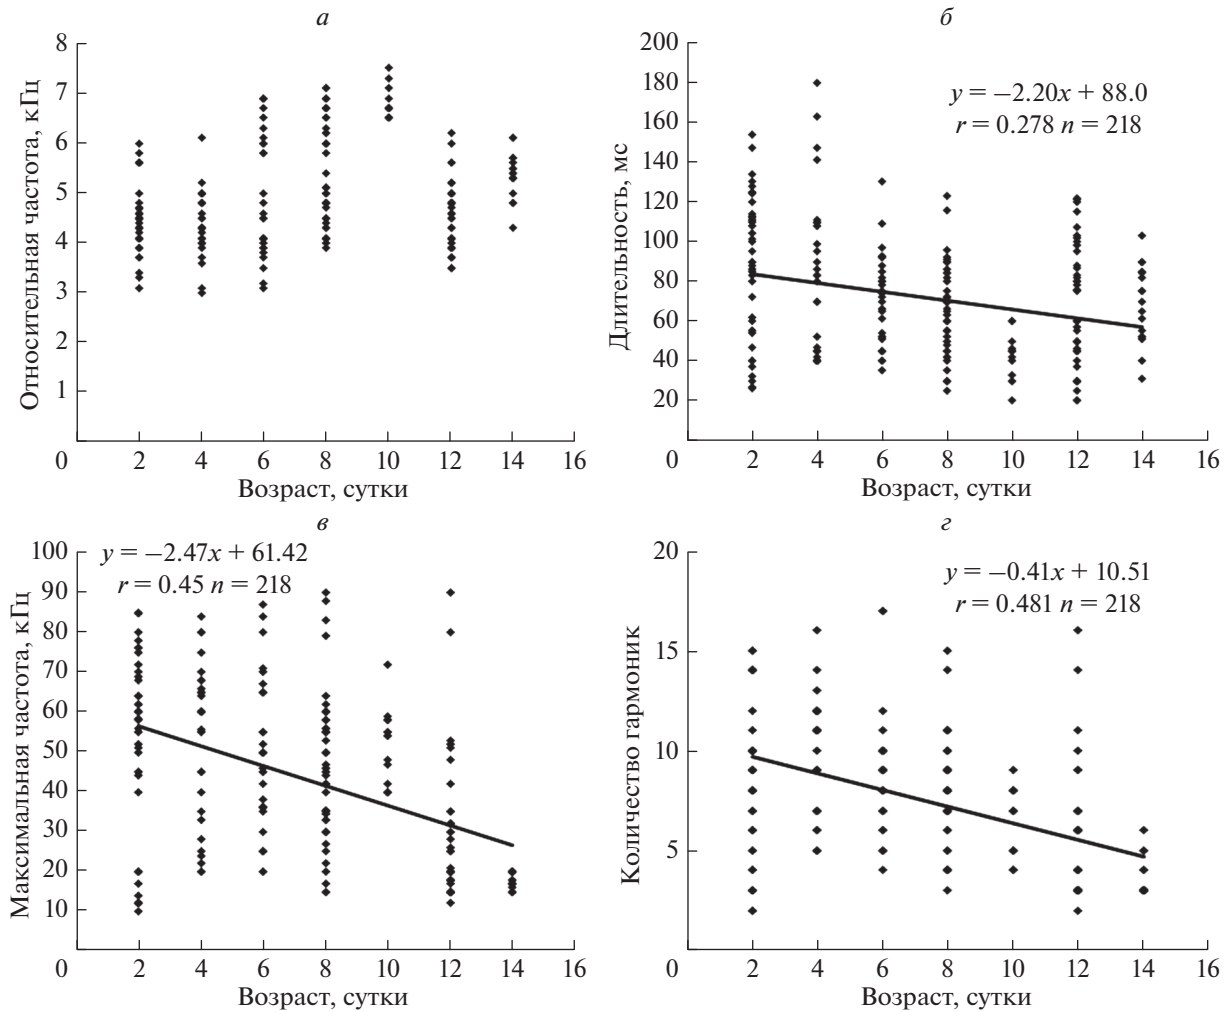 а
Относительная частота, кГц
8
7
6
5
4
3
2
1
0
2 4 6 8 10 12 14 16
Возраст, сутки
б
Длительность, мс
200
180
160
140
120
100
80
60
40
20
0
2 4 6 8 10 12 14 16
Возраст, сутки
y = −2.20x + 88.0
r = 0.278 n = 218
в
Максимальная частота, кГц
100
90
80
70
60
50
40
30
20
10
0
2 4 6 8 10 12 14 16
Возраст, сутки
y = −2.47x + 61.42
r = 0.45 n = 218
г
Количество гармоник
20
15
10
5
0
2 4 6 8 10 12 14 16
Возраст, сутки
y = −0.41x + 10.51
r = 0.481 n = 218